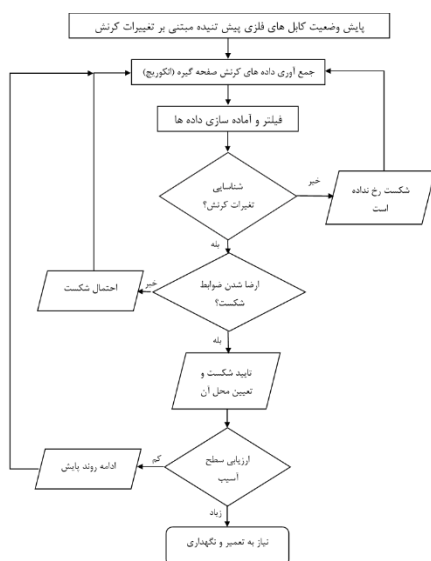 پایش وضعیت کابل های فلزی پیش تنیده مبتنی بر تغییرات کرنش
جمع آوری داده های کرنش صفحه گیره (انکوریج)
فیلتر و آماده سازی داده ها
شناسایی
تغیرات کرنش؟
خیر
شکست رخ نداده
است
بله
ارضا شدن ضوابط
شکست؟
خیر
احتمال شکست
بله
تایید شکست و
تعیین محل آن
ارزیابی سطح
آسیب
کم
ادامه روند پایش
زیاد
نیاز به تعمیر و نگهداری